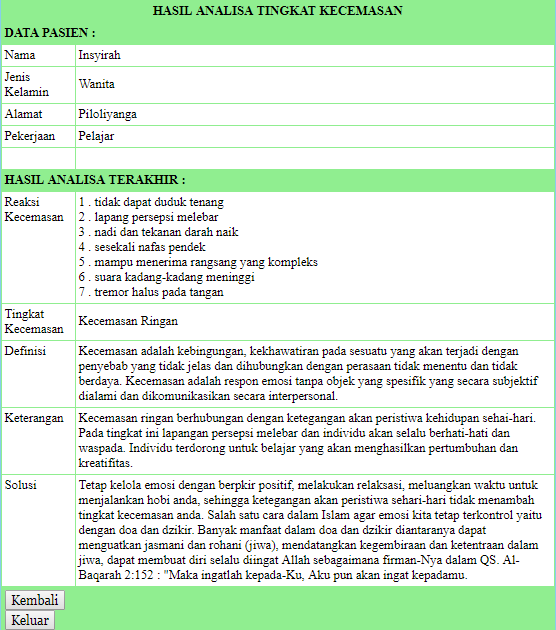 HASIL ANALISA TINGKAT KECEMASAN
DATA PASIEN :
Nama Insyirah
Jenis Kelamin Wanita
Alamat Piloliyanga
Pekerjaan Pelajar
HASIL ANALISA TERAKHIR :
Reaksi Kecemasan
1 . tidak dapat duduk tenang
2 . lapang persepsi melebar
3 . nadi dan tekanan darah naik
4 . sesekali nafas pendek
5 . mampu menerima rangsang yang kompleks
6 . suara kadang-kadang meninggi
7 . tremor halus pada tangan
Tingkat Kecemasan Kecemasan Ringan
Definisi
Kecemasan adalah kebingungan, kekhawatiran pada sesuatu yang akan terjadi dengan
penyebab yang tidak jelas dan dihubungkan dengan perasaan tidak menentu dan tidak
berdaya. Kecemasan adalah respon emosi tanpa objek yang spesifik yang secara subjektif
dialami dan dikomunikasikan secara interpersonal.
Keterangan
Kecemasan ringan berhubungan dengan ketegangan akan peristiwa kehidupan sehai-hari.
Pada tingkat ini lapangan persepsi melebar dan individu akan selalu berhati-hati dan
waspada. Individu terdorong untuk belajar yang akan menghasilkan pertumbuhan dan
kreatifitas.
Solusi
Tetap kelola emosi dengan berpkir positif, melakukan relaksasi, meluangkan waktu untuk
menjalankan hobi anda, sehingga ketegangan akan peristiwa sehari-hari tidak menambah
tingkat kecemasan anda. Salah satu cara dalam Islam agar emosi kita tetap terkontrol yaitu
dengan doa dan dzikir. Banyak manfaat dalam doa dan dzikir diantaranya dapat
menguatkan jasmani dan rohani (jiwa), mendatangkan kegembiraan dan ketentraan dalam
jiwa, dapat membuat diri selalu diingat Allah sebagaimana firman-Nya dalam QS. Al-
Baqarah 2:152 : "Maka ingatlah kepada-Ku, Aku pun akan ingat kepadamu.
Kembali
Keluar